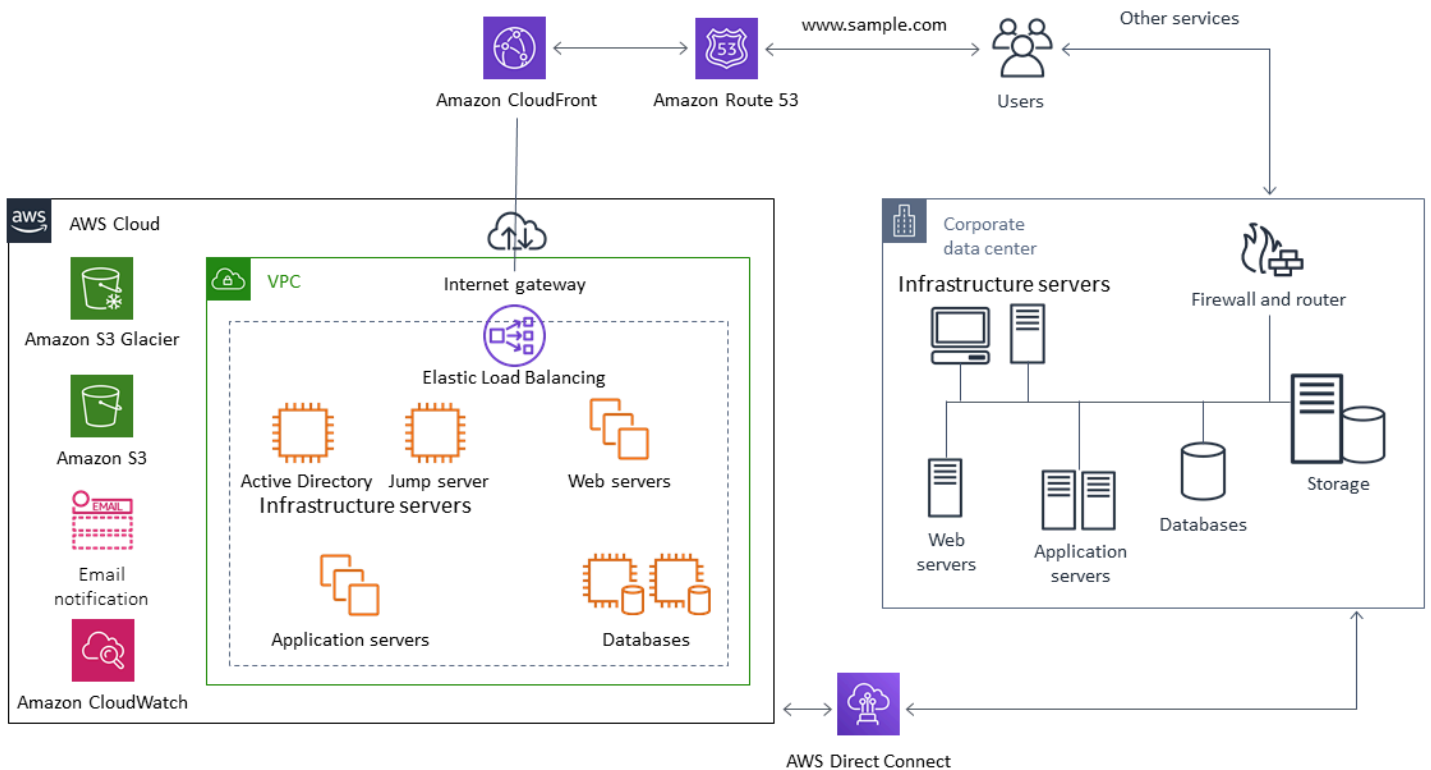 www.sample.com
Other services
53
Amazon CloudFront
Amazon Route 53
Users
aws
AWS Cloud
Corporate
data center
VPC
Internet gateway
Infrastructure servers
Firewall and router
Amazon S3 Glacier
Elastic Load Balancing
Amazon S3
Active Directory
Jump server
Web servers
Infrastructure servers
Storage
EMAIL
Databases
Web
servers
Application
servers
Email
notification
Application servers
Databases
Amazon CloudWatch
AWS Direct Connect